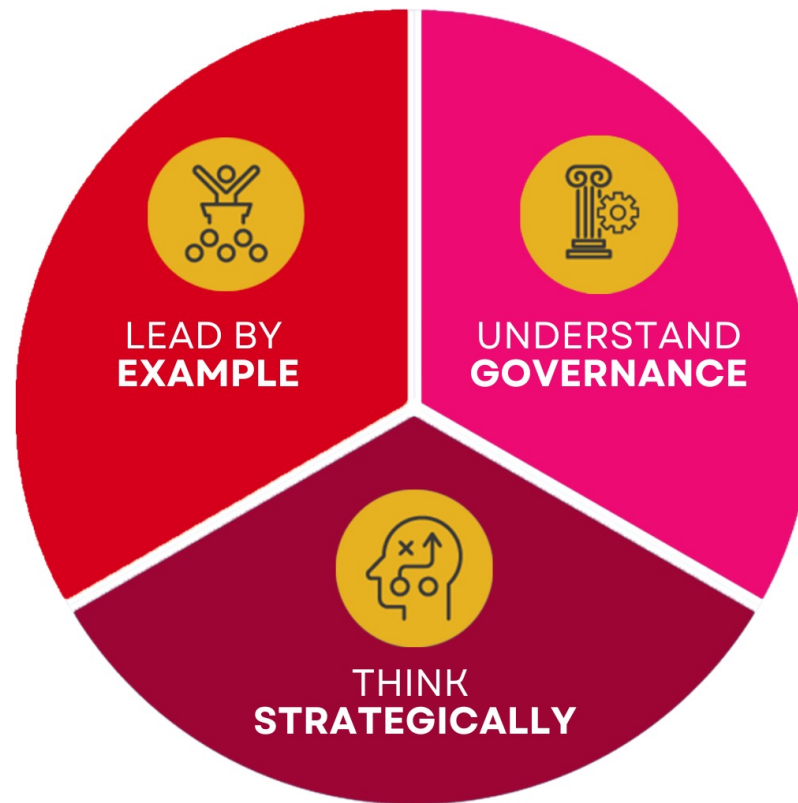 LEAD BY
EXAMPLE
UNDERSTAND
GOVERNANCE
THINK
STRATEGICALLY